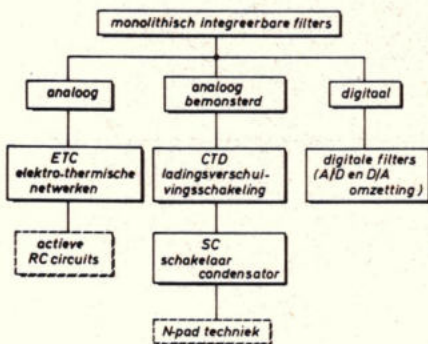 monolithisch integreerbare filters
analoog
analoog
bemonsterd
digitaal
ETC
elektro-thermische
netwerken
CTD
ladingsverschui-
vingsschakeling
digitale filters
(A/D en D/A
omzetting)
actieve
RC circuits
SC
schakelaar
condensator
N-pad techniek